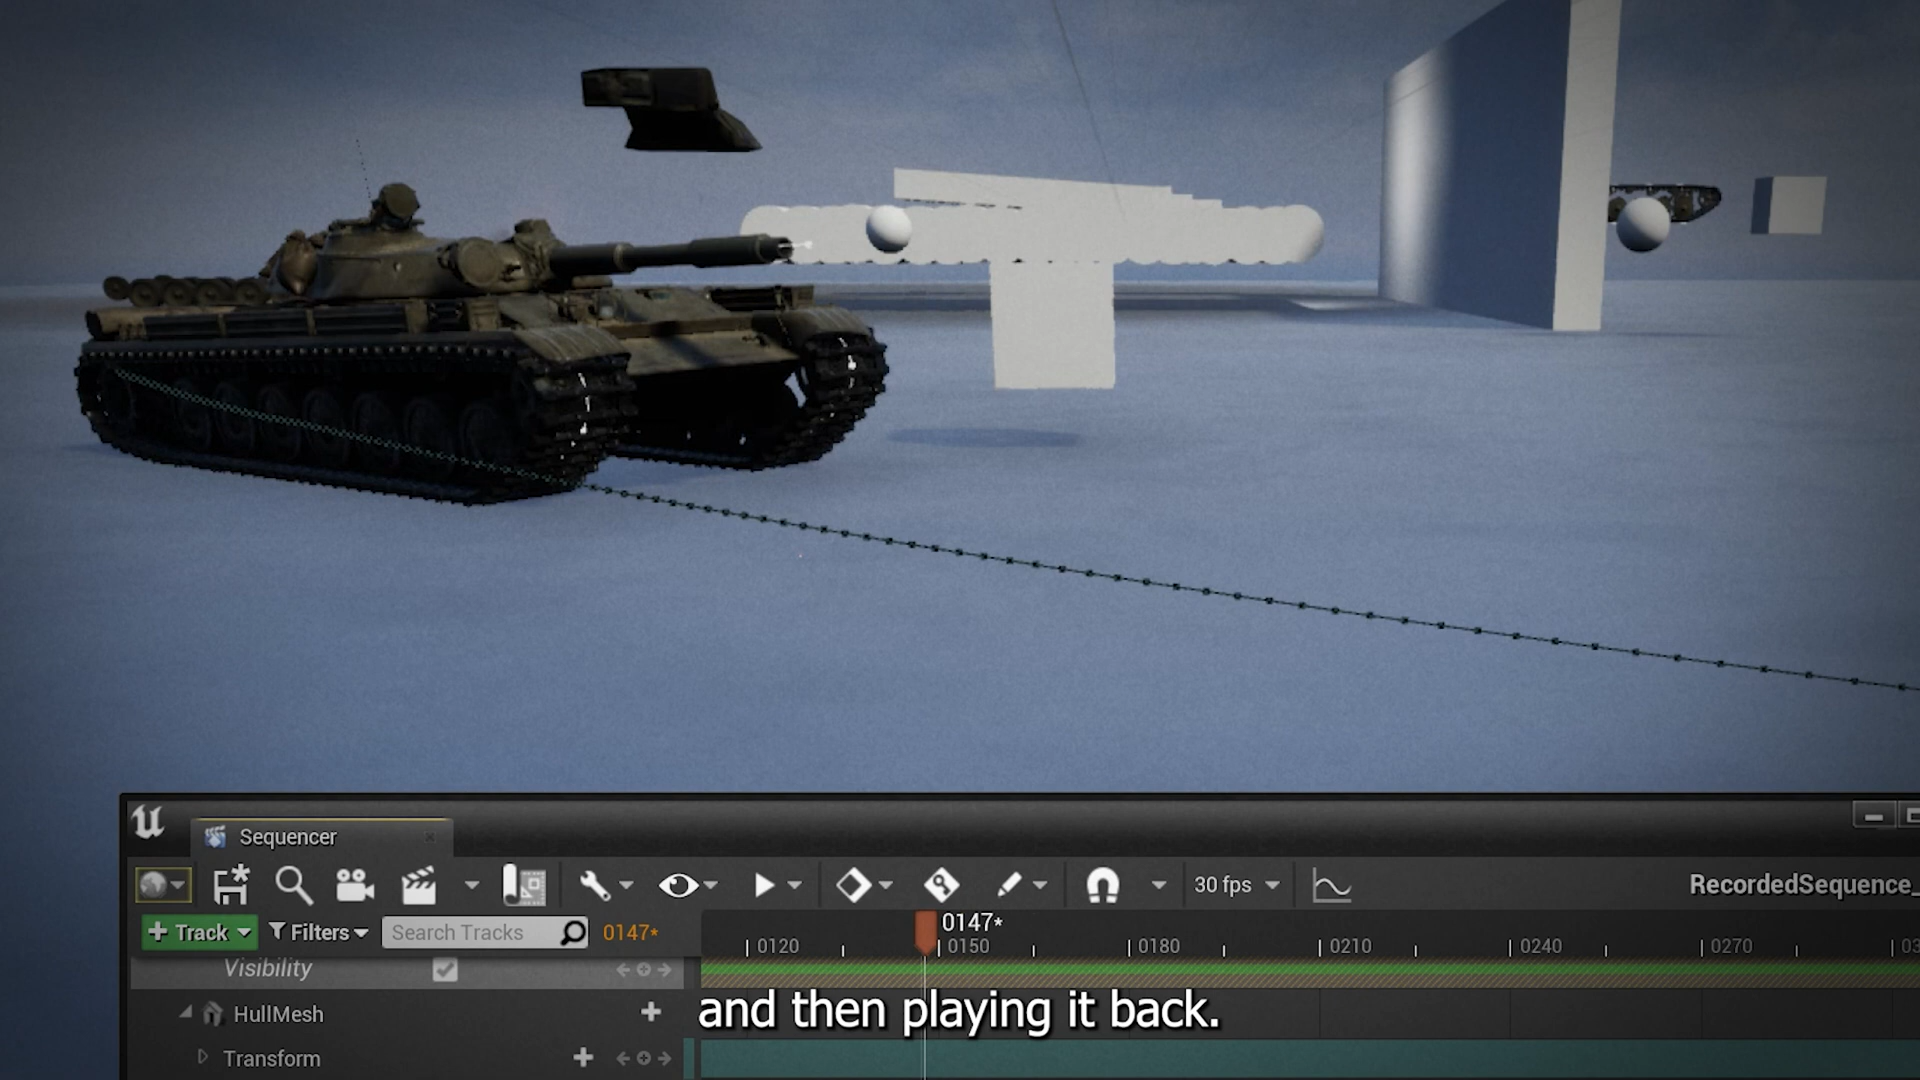 Sequencer
30 fps
RecordedSequence_
Track
Filters
Search Tracks
0147*
0147*
0120
0150
0180
0210
0240
0270
Visibility
and then playing it back.
HullMesh
Transform